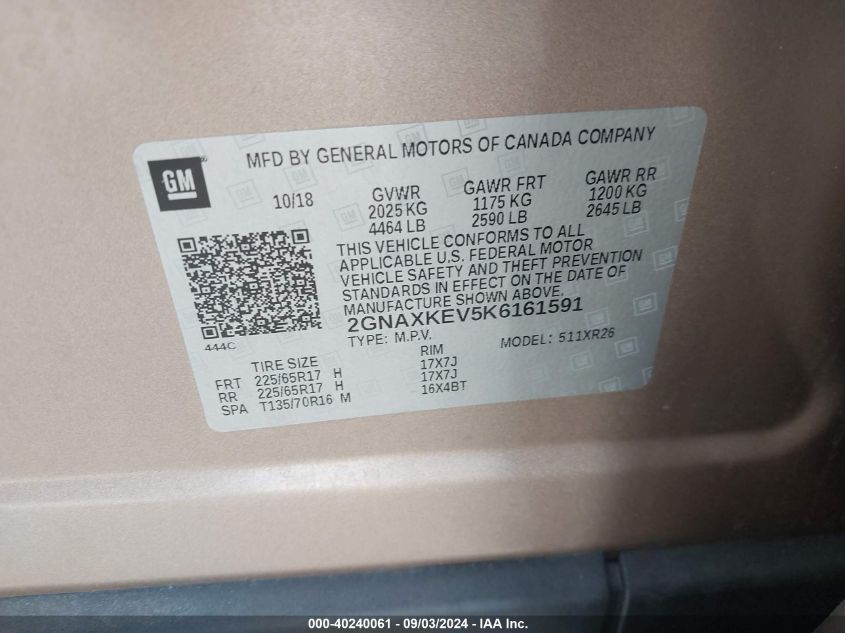 GM
MFD BY GENERAL MOTORS OF CANADA COMPANY
10/18 GVWR GAWR FRT GAWR RR
2025 KG 1175 KG 1200 KG
4464 LB 2590 LB 2645 LB
THIS VEHICLE CONFORMS TO ALL
APPLICABLE U.S. FEDERAL MOTOR
VEHICLE SAFETY AND THEFT PREVENTION
STANDARDS IN EFFECT ON THE DATE OF
MANUFACTURE SHOWN ABOVE.
2GNAXKEV5K6161591
TYPE: M.P.V. MODEL: 511XR26
444C
TIRE SIZE RIM
FRT 225/65R17 H 17X7J
RR 225/65R17 H 17X7J
SPA T135/70R16 M 16X4BT
000-40240061 - 09/03/2024 - IAA Inc.